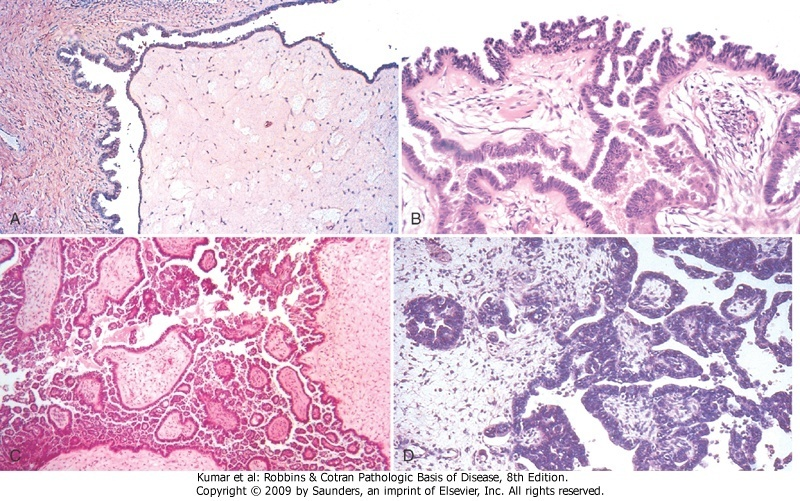 A
B
C
D
Kumar et al: Robbins & Cotran Pathologic Basis of Disease, 8th Edition.
Copyright © 2009 by Saunders, an imprint of Elsevier, Inc. All rights reserved.